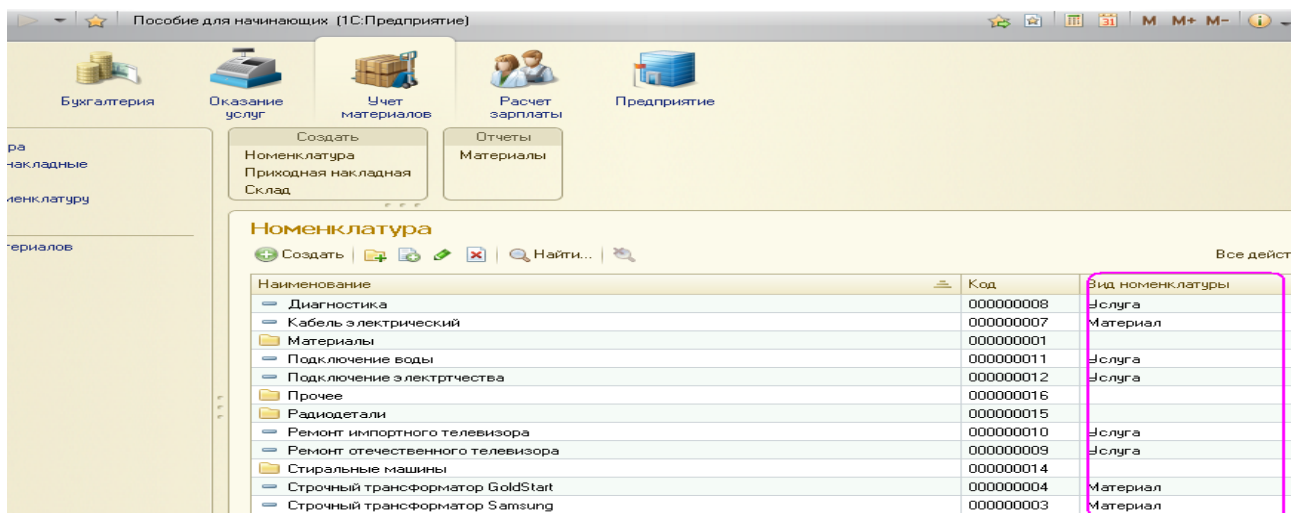 Пособие для начинающих (1С:Предприятие)
31 M M+ M-
Бухгалтерия
Оказание услуг
Учет материалов
Расчет зарплаты
Предприятие
ра
накладные
менклатуру
териалов
Создать
Номенклатура
Приходная накладная
Склад
Отчеты
Материалы
Номенклатура
Создать Найти... Все дейст
Наименование Код Вид номенклатуры
Диагностика 000000008 Услуга
Кабель электрический 000000007 Материал
Материалы 000000001
Подключение воды 000000011 Услуга
Подключение электртчества 000000012 Услуга
Прочее 000000016
Радиодетали 000000015
Ремонт импортного телевизора 000000010 Услуга
Ремонт отечественного телевизора 000000009 Услуга
Стиральные машины 000000014
Строчный трансформатор GoldStart 000000004 Материал
Строчный трансформатор Samsung 000000003 Материал